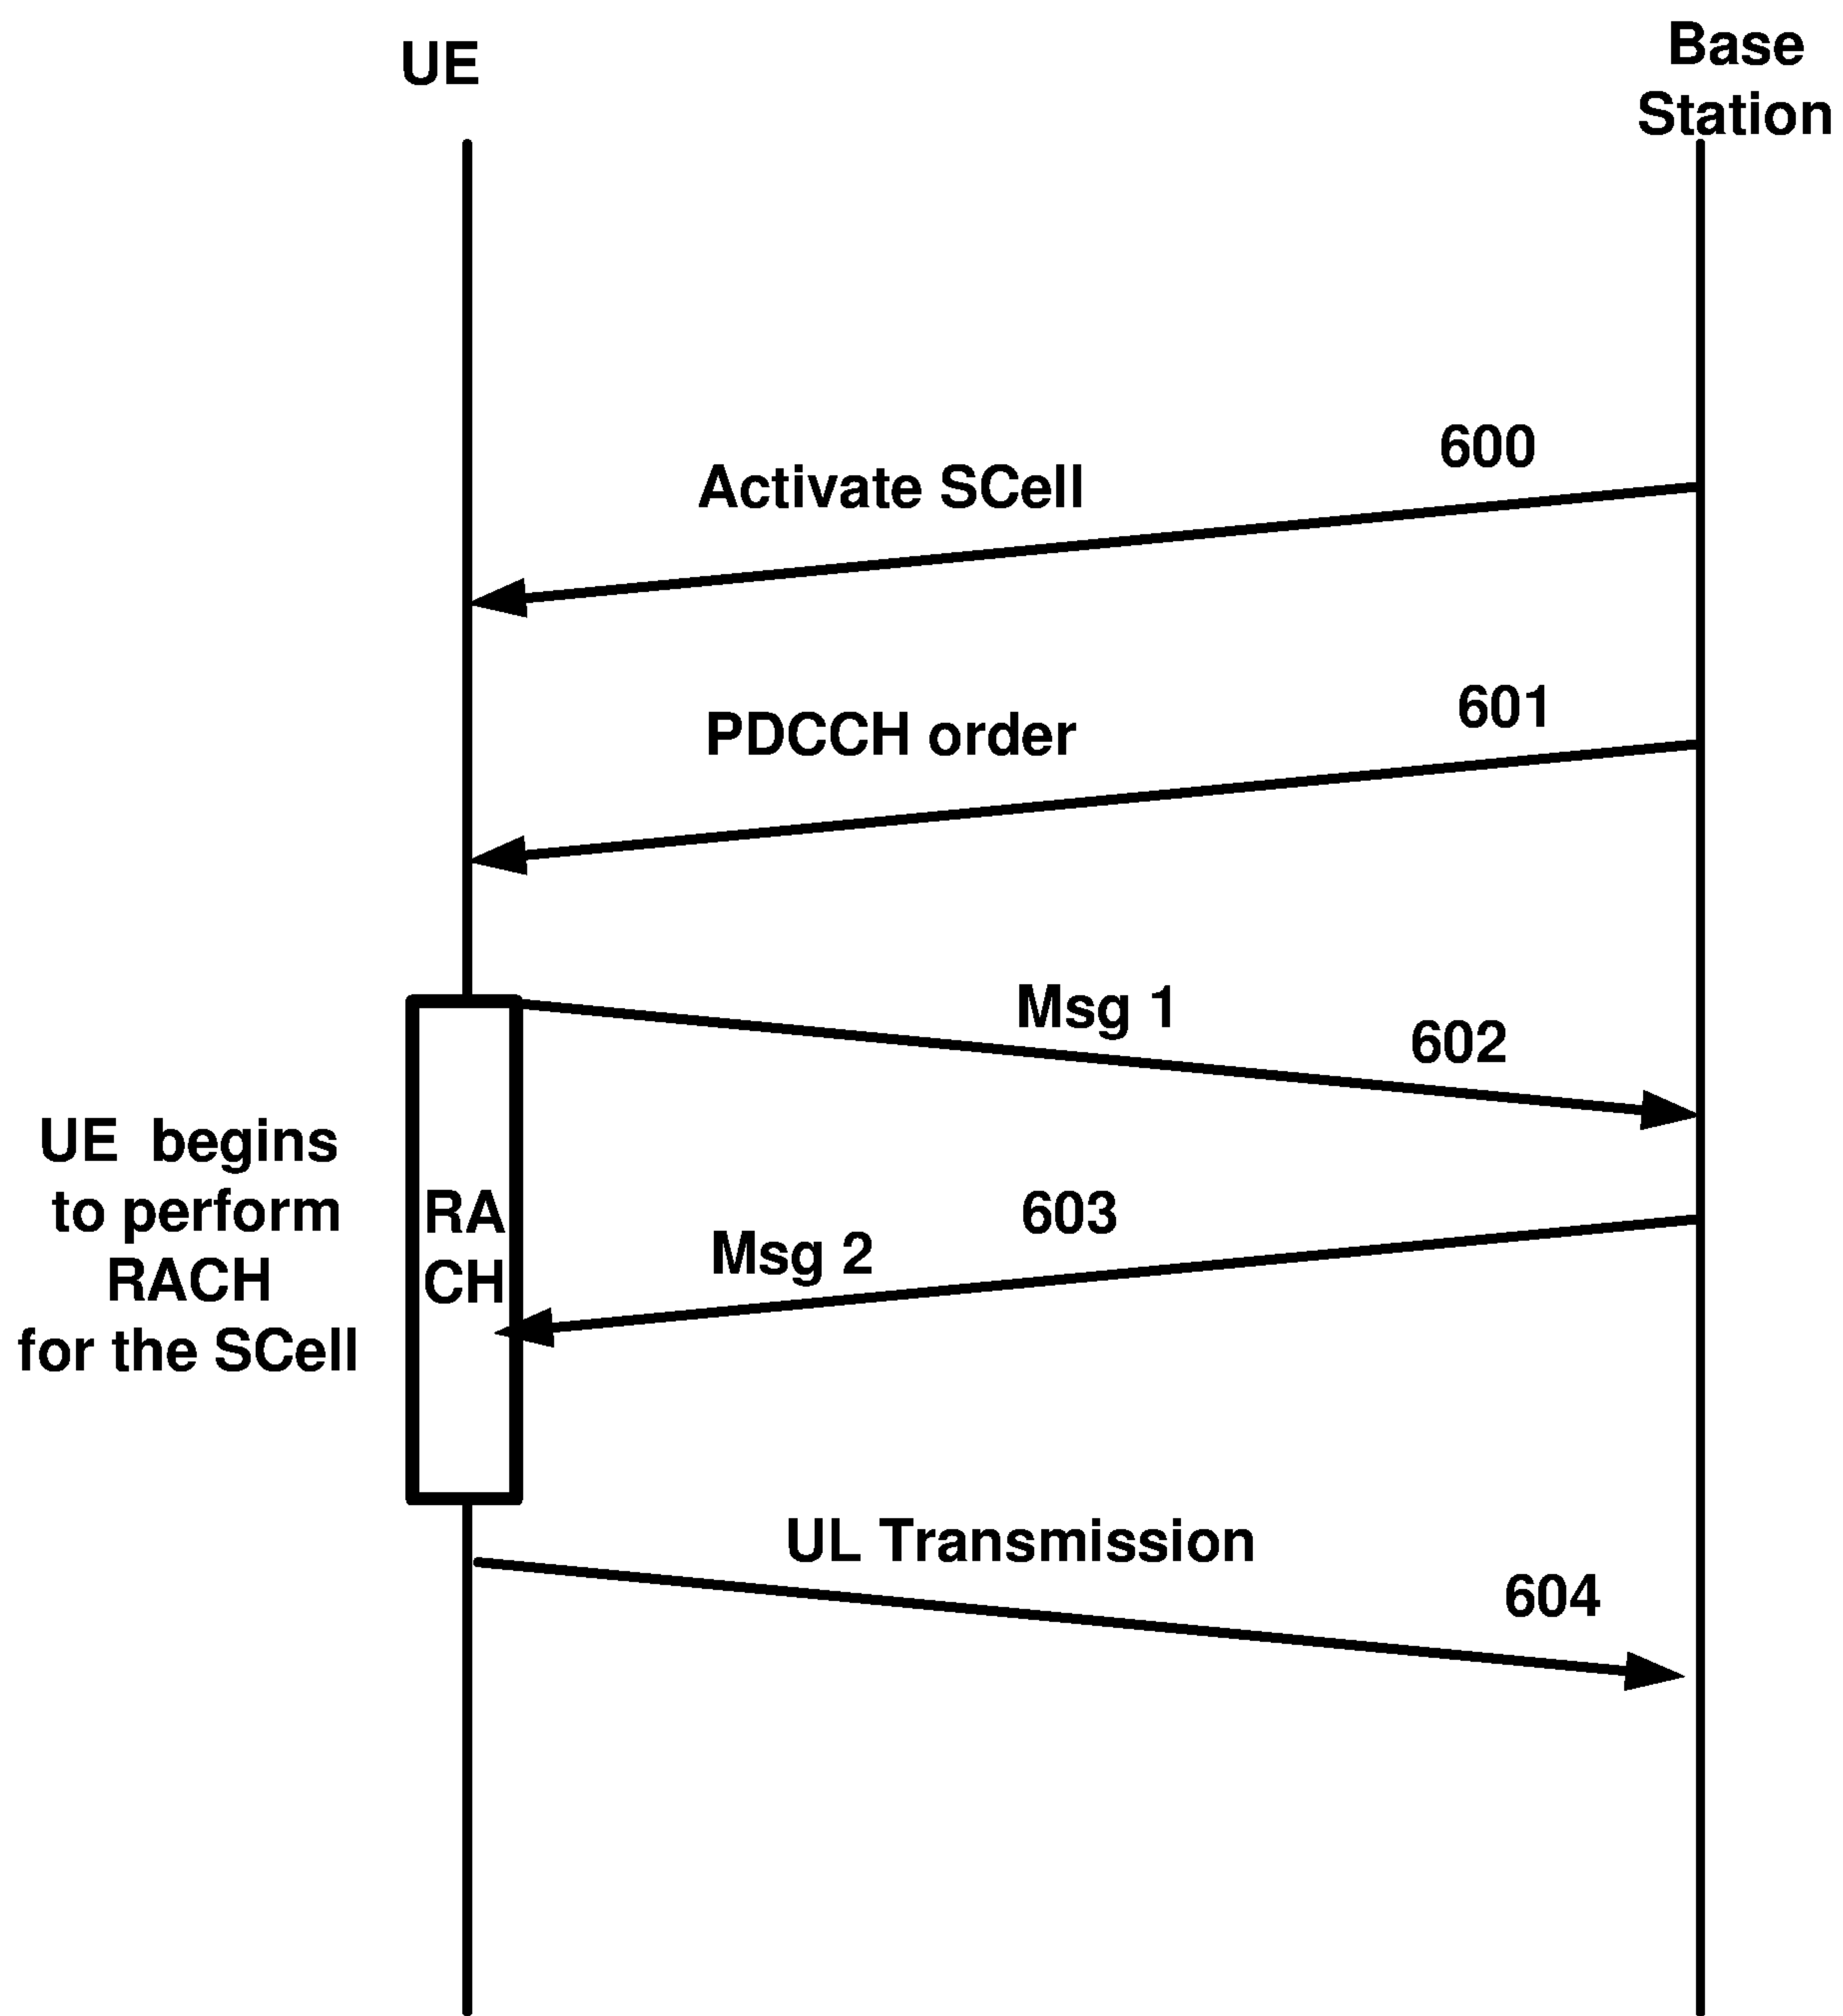 UE
Base
Station
600
Activate SCell
601
PDCCH order
Msg 1
602
UE begins
to perform
RACH
for the SCell
RA
CH
603
Msg 2
UL Transmission
604